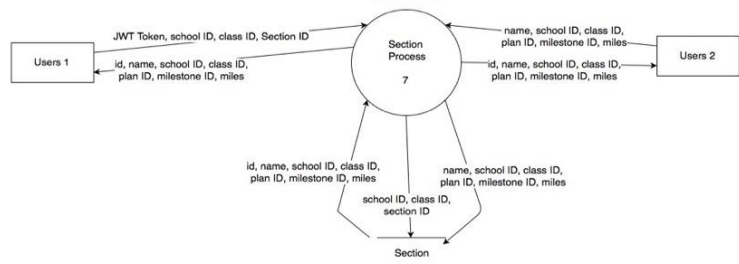 JWT Token, school ID, class ID, Section ID
name, school ID, class ID,
plan ID, milestone ID, miles
Users 1
Section
Process
7
Users 2
id, name, school ID, class ID,
plan ID, milestone ID, miles
id, name, school ID, class ID,
plan ID, milestone ID, miles
id, name, school ID, class ID,
plan ID, milestone ID, miles
name, school ID, class ID,
plan ID, milestone ID, miles
school ID, class ID,
section ID
Section